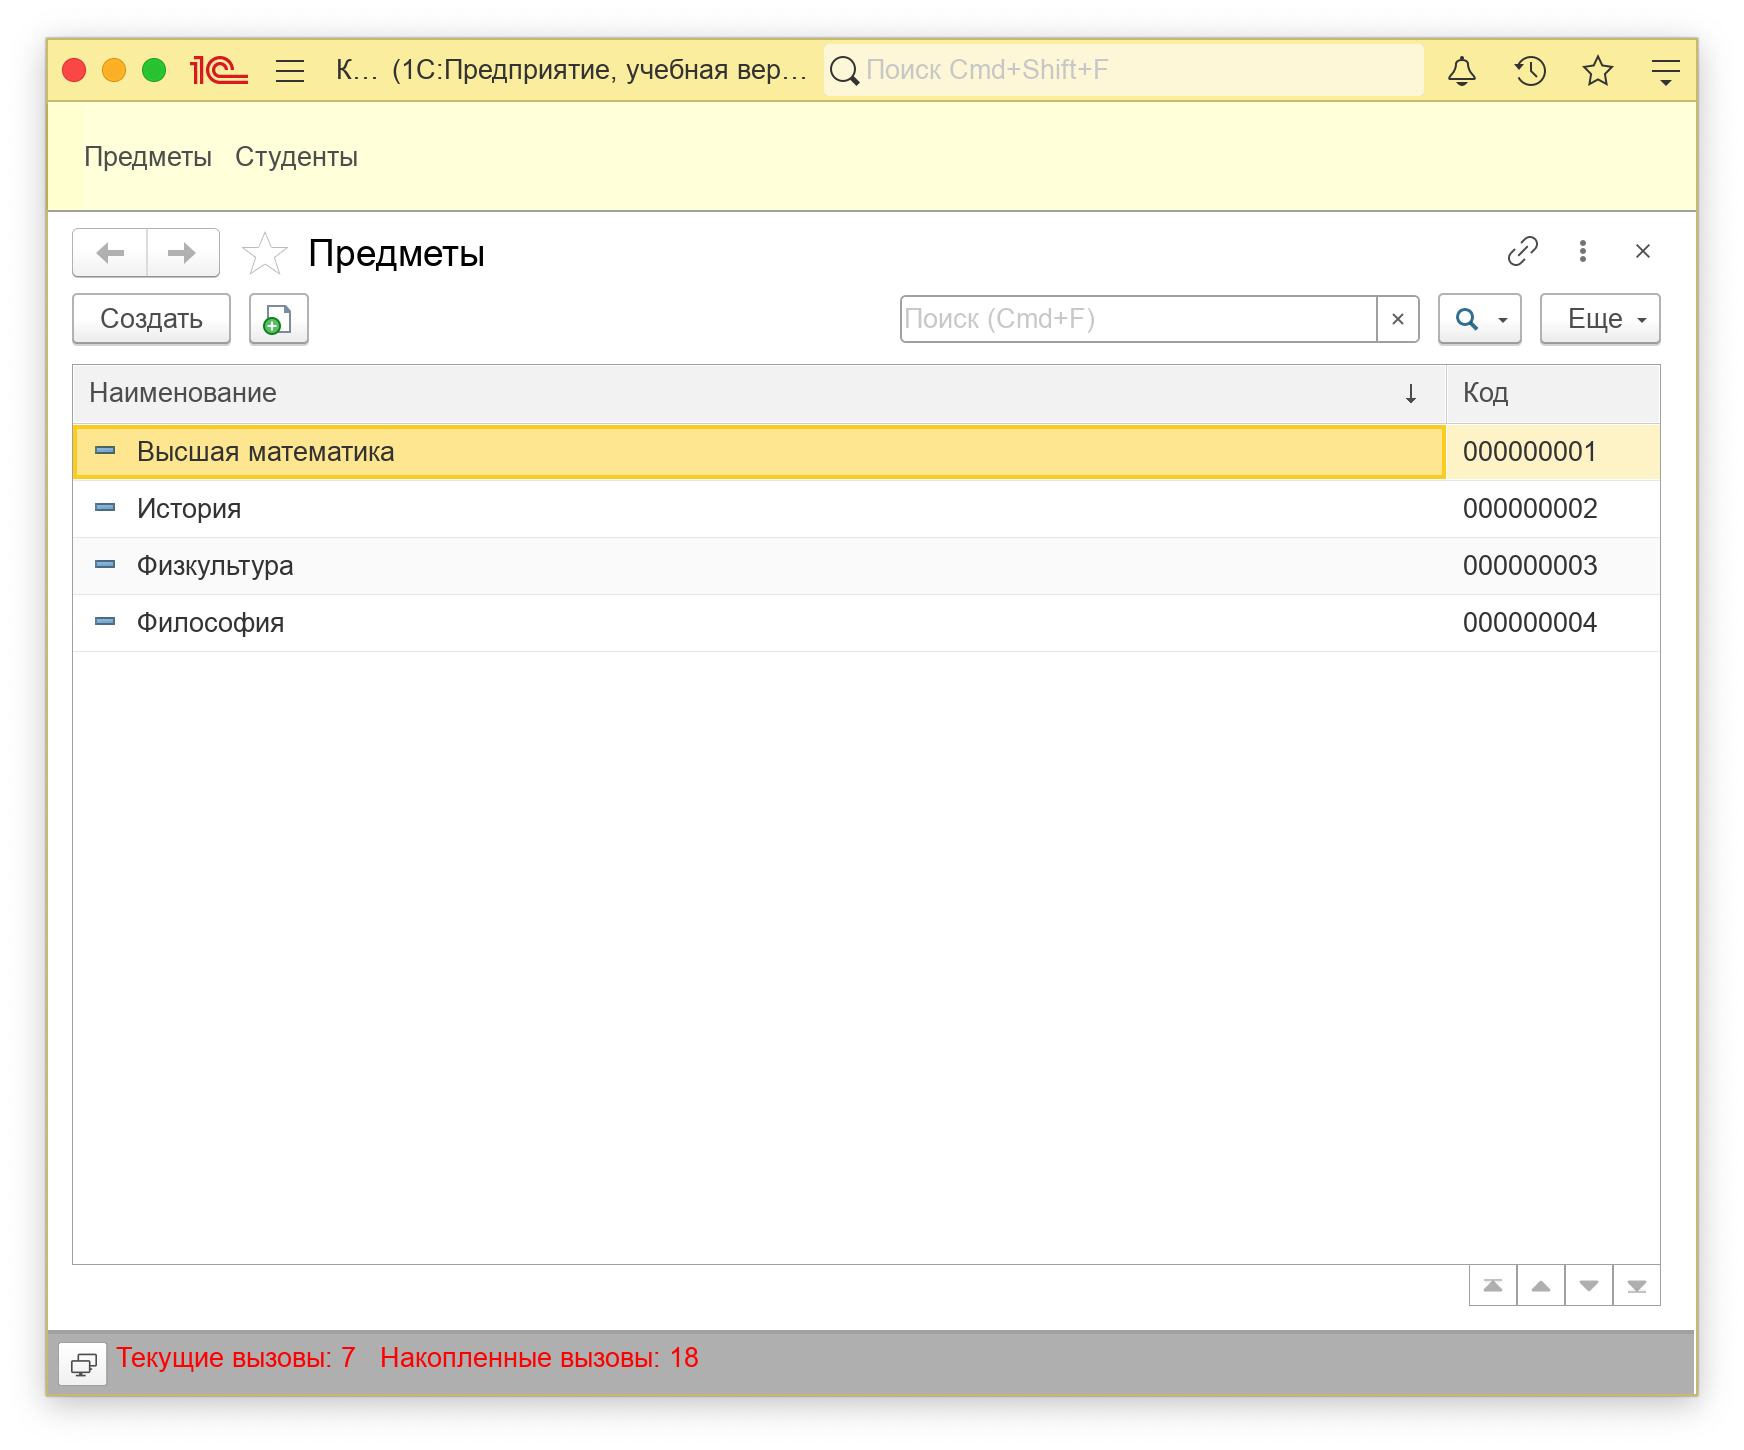 1С К... (1С:Предприятие, учебная вер... Поиск Cmd+Shift+F
Предметы Студенты
Предметы
Создать Поиск (Cmd+F) × Еще
Наименование ↓ Код
Высшая математика 000000001
История 000000002
Физкультура 000000003
Философия 000000004
Текущие вызовы: 7 Накопленные вызовы: 18